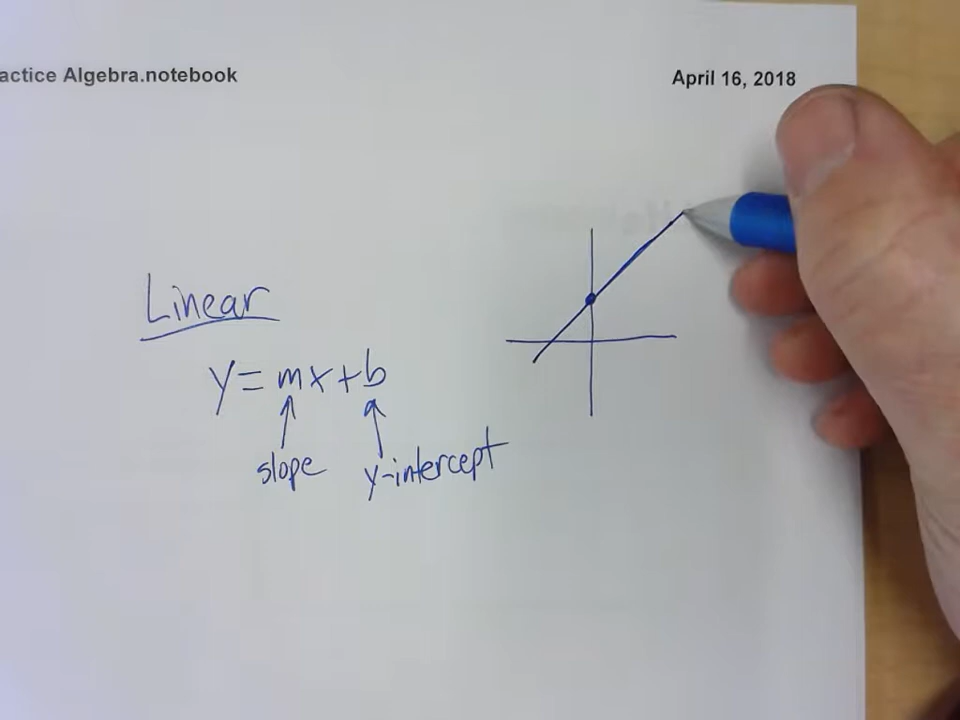 actice Algebra.notebook
April 16, 2018
Linear
y = mx + b
slope
y-intercept